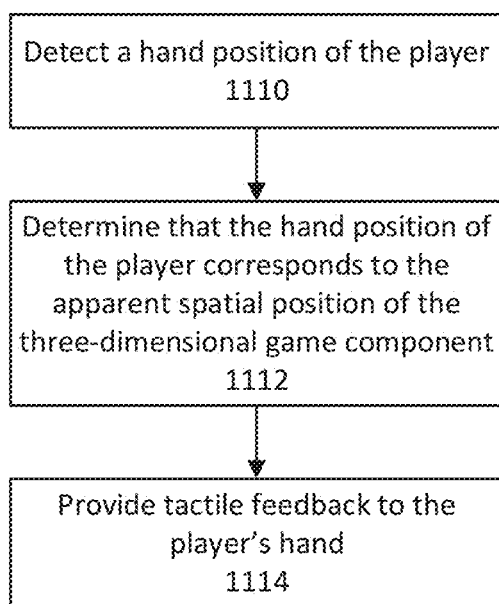 Detect a hand position of the player
1110
Determine that the hand position of
the player corresponds to the
apparent spatial position of the
three-dimensional game component
1112
Provide tactile feedback to the
player's hand
1114